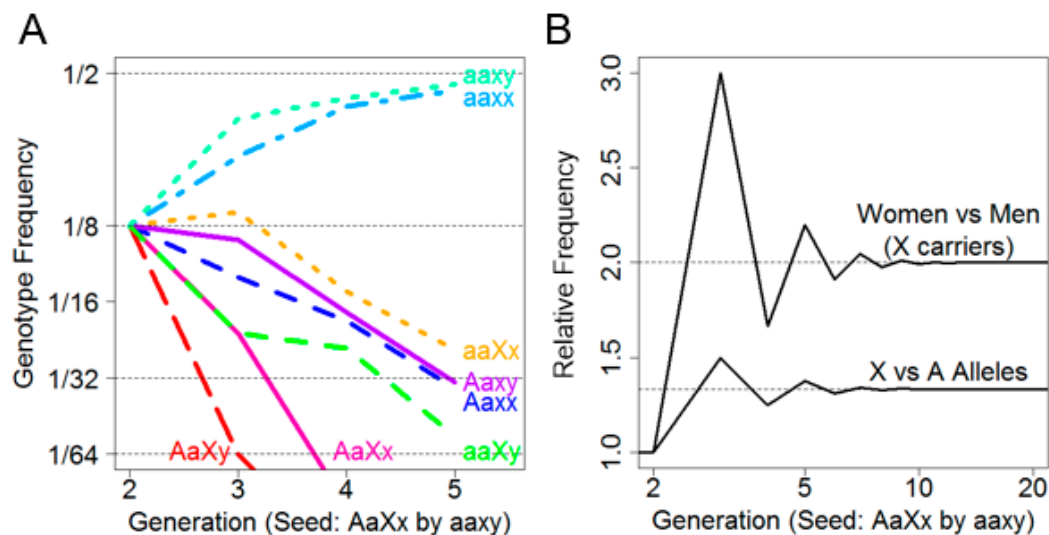 A
Genotype Frequency
1/2
1/8
1/16
1/32
1/64
aaxy
aaxx
aaXx
Aaxy
Aaxx
aaXy
AaXy
AaXx
2 3 4 5
Generation (Seed: AaXx by aaxy)
B
Relative Frequency
3.0
2.5
2.0
1.5
1.0
Women vs Men
(X carriers)
X vs A Alleles
2 5 10 20
Generation (Seed: AaXx by aaxy)